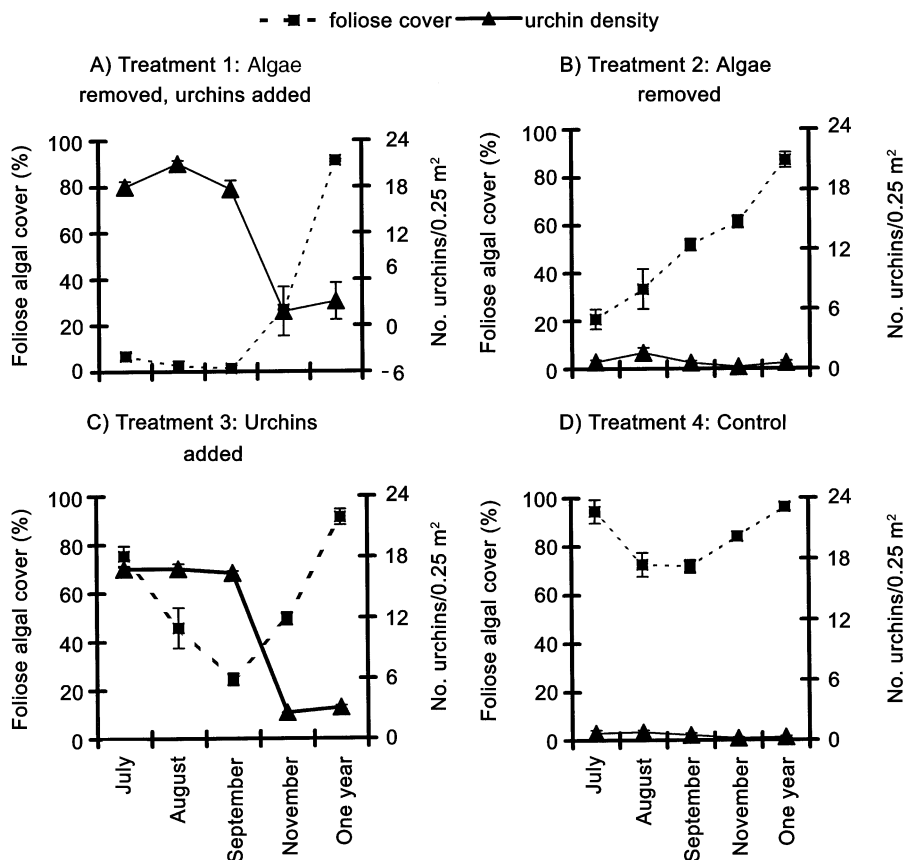 foliose cover urchin density
A) Treatment 1: Algae
removed, urchins added
B) Treatment 2: Algae
removed
Foliose algal cover (%)
100
80
60
40
20
0
24
18
12
6
0
-6
No. urchins/0.25 m²
Foliose algal cover (%)
100
80
60
40
20
0
24
18
12
6
0
No. urchins/0.25 m²
C) Treatment 3: Urchins
added
D) Treatment 4: Control
Foliose algal cover (%)
100
80
60
40
20
0
24
18
12
6
0
No. urchins/0.25 m²
July
August
September
November
One year
Foliose algal cover (%)
100
80
60
40
20
0
24
18
12
6
0
No. urchins/0.25 m²
July
August
September
November
One year